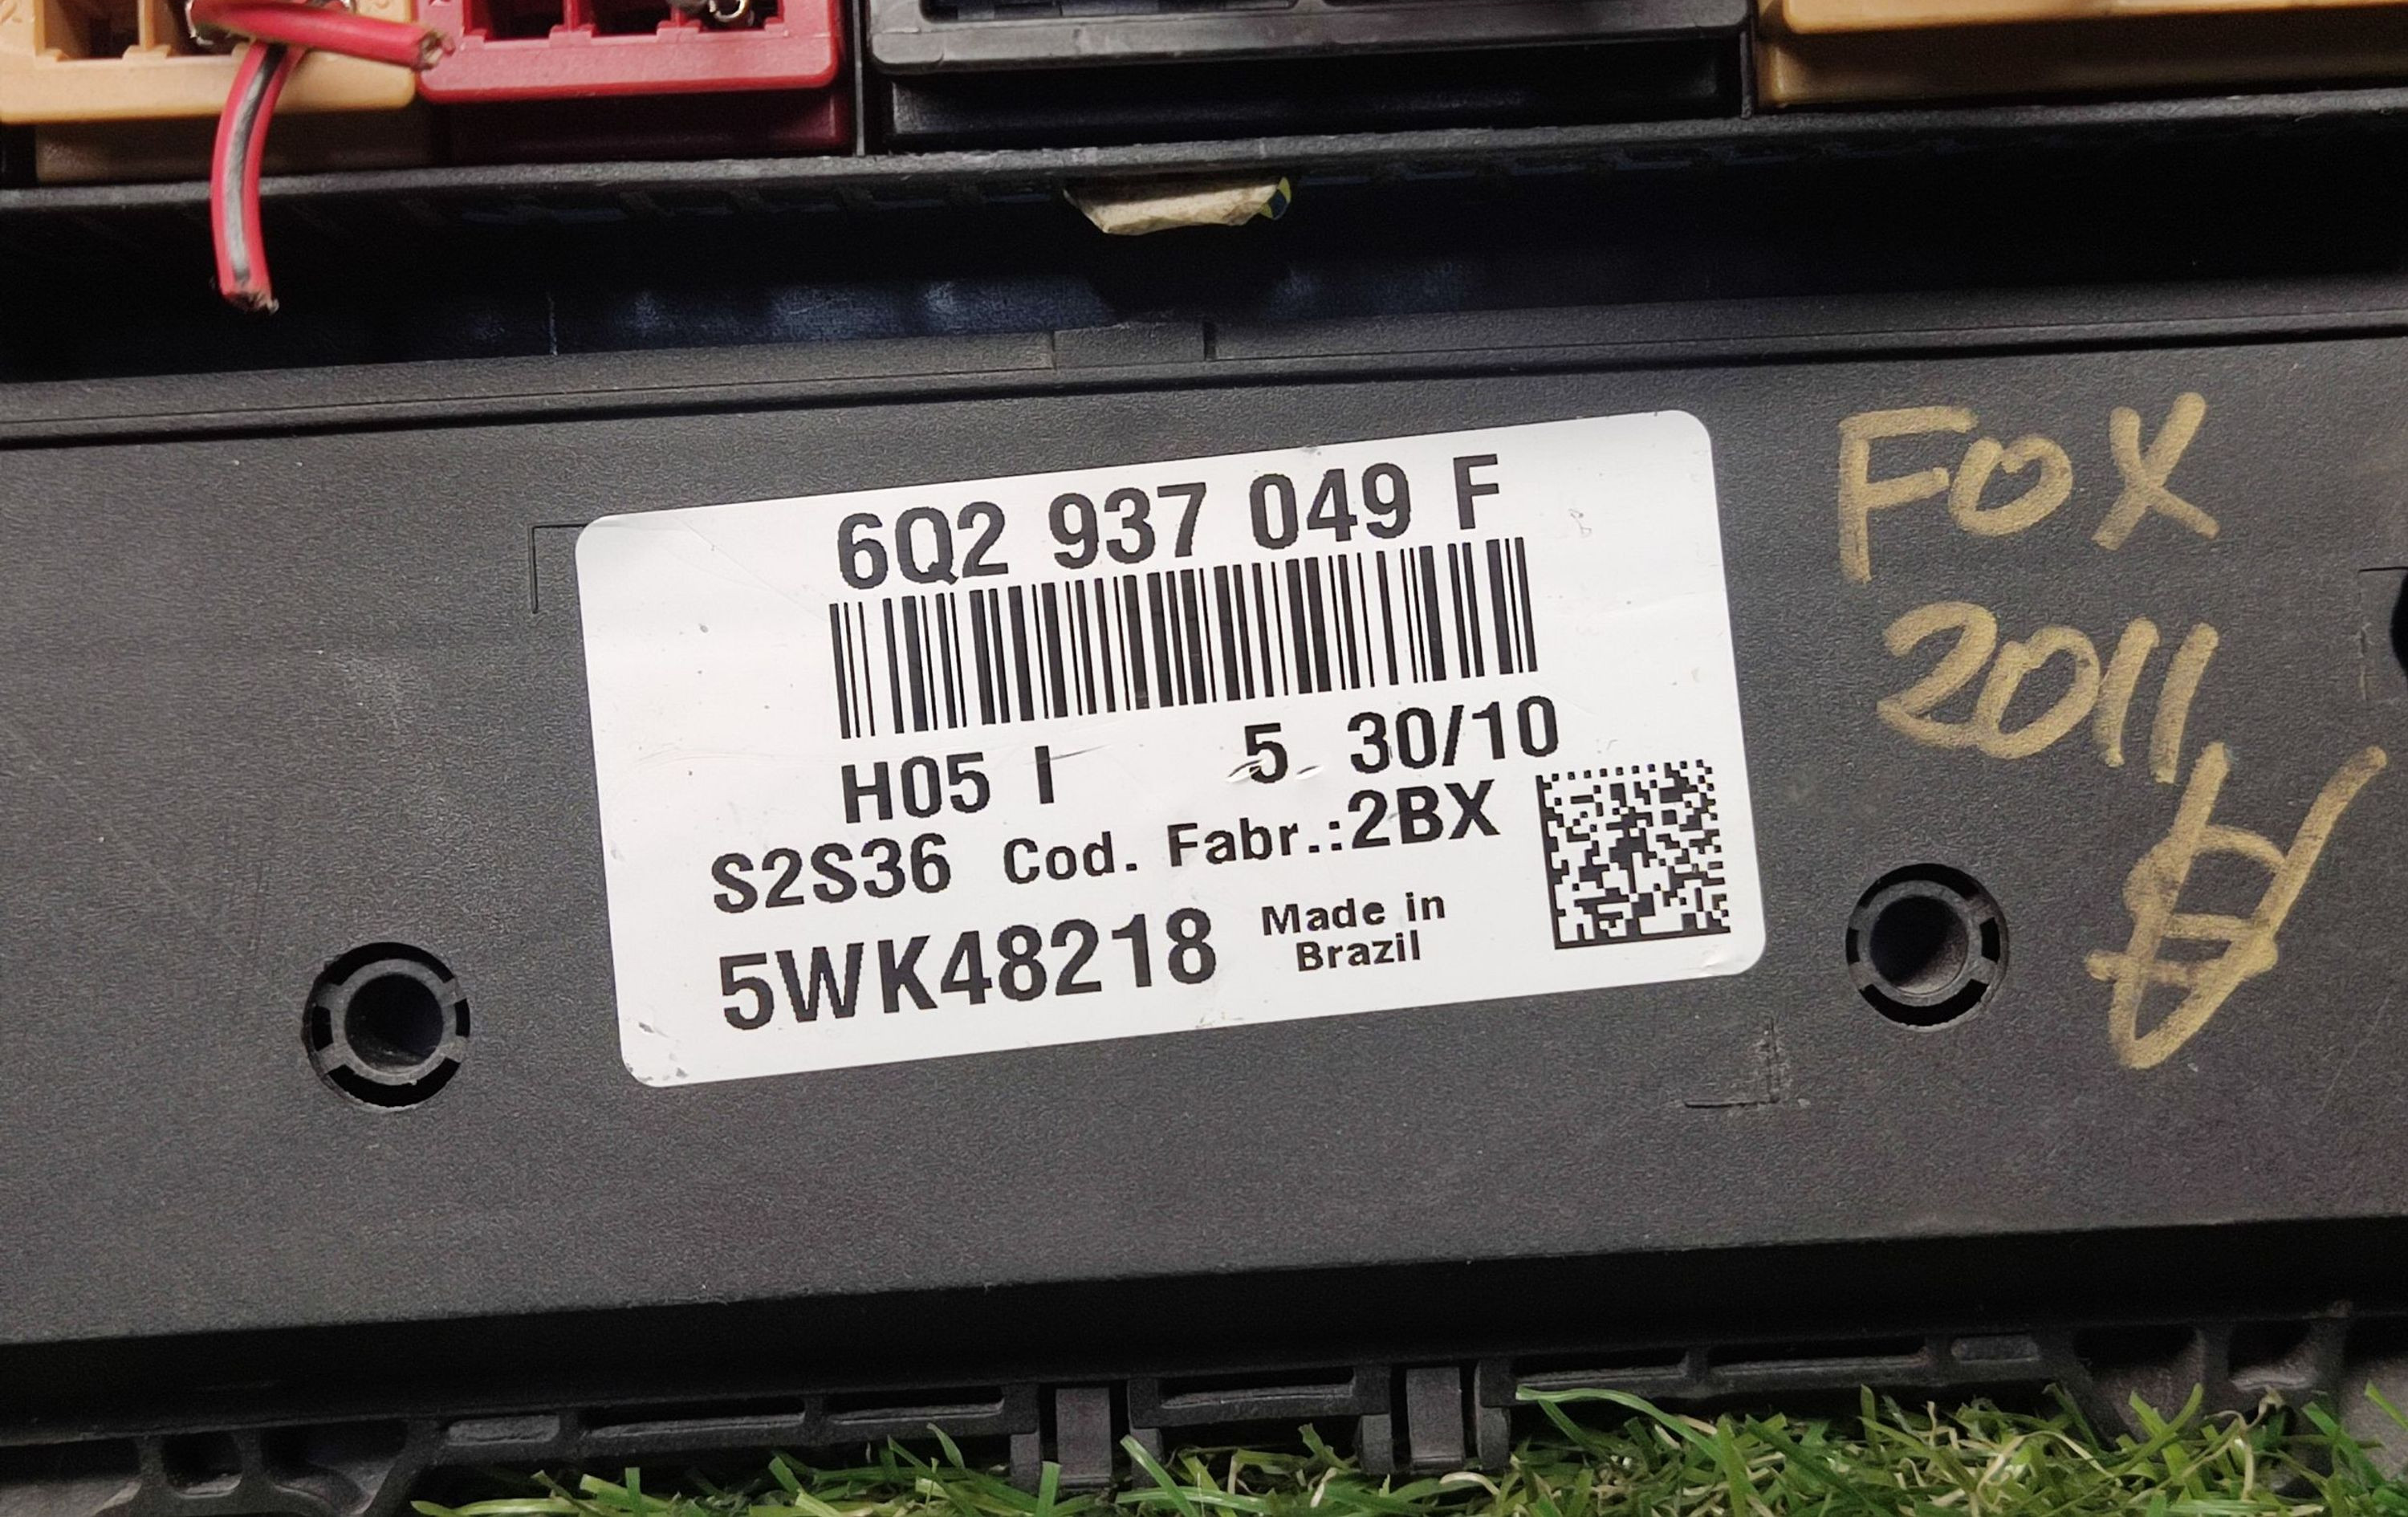 6Q2 937 049 F
H05 I 5 30/10
S2S36 Cod. Fabr.:2BX
5WK48218 Made in
Brazil
FOX
2011